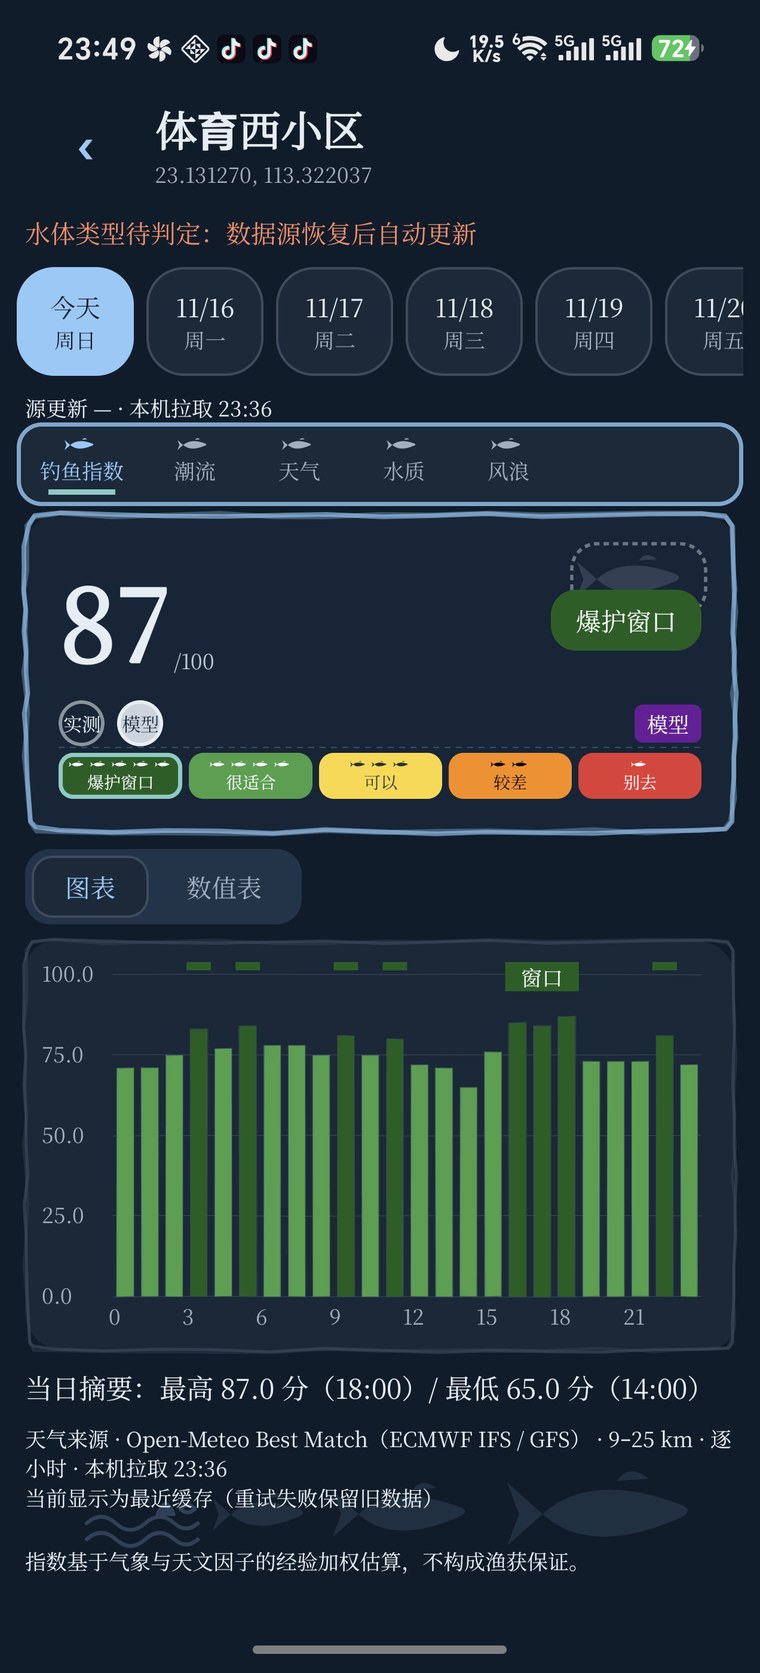 23:49
19.5 K/s
6
5G
5G
72
体育西小区
23.131270, 113.322037
水体类型待判定：数据源恢复后自动更新
今天 11/16 11/17 11/18 11/19 11/20
周日 周一 周二 周三 周四 周五
源更新 — · 本机拉取 23:36
钓鱼指数 潮流 天气 水质 风浪
87 /100
爆护窗口
实测 模型 模型
爆护窗口 很适合 可以 较差 别去
图表 数值表
窗口
100.0
75.0
50.0
25.0
0.0
0 3 6 9 12 15 18 21
当日摘要：最高 87.0 分（18:00）/ 最低 65.0 分（14:00）
天气来源 · Open-Meteo Best Match（ECMWF IFS / GFS） · 9–25 km · 逐
小时 · 本机拉取 23:36
当前显示为最近缓存（重试失败保留旧数据）
指数基于气象与天文因子的经验加权估算，不构成渔获保证。